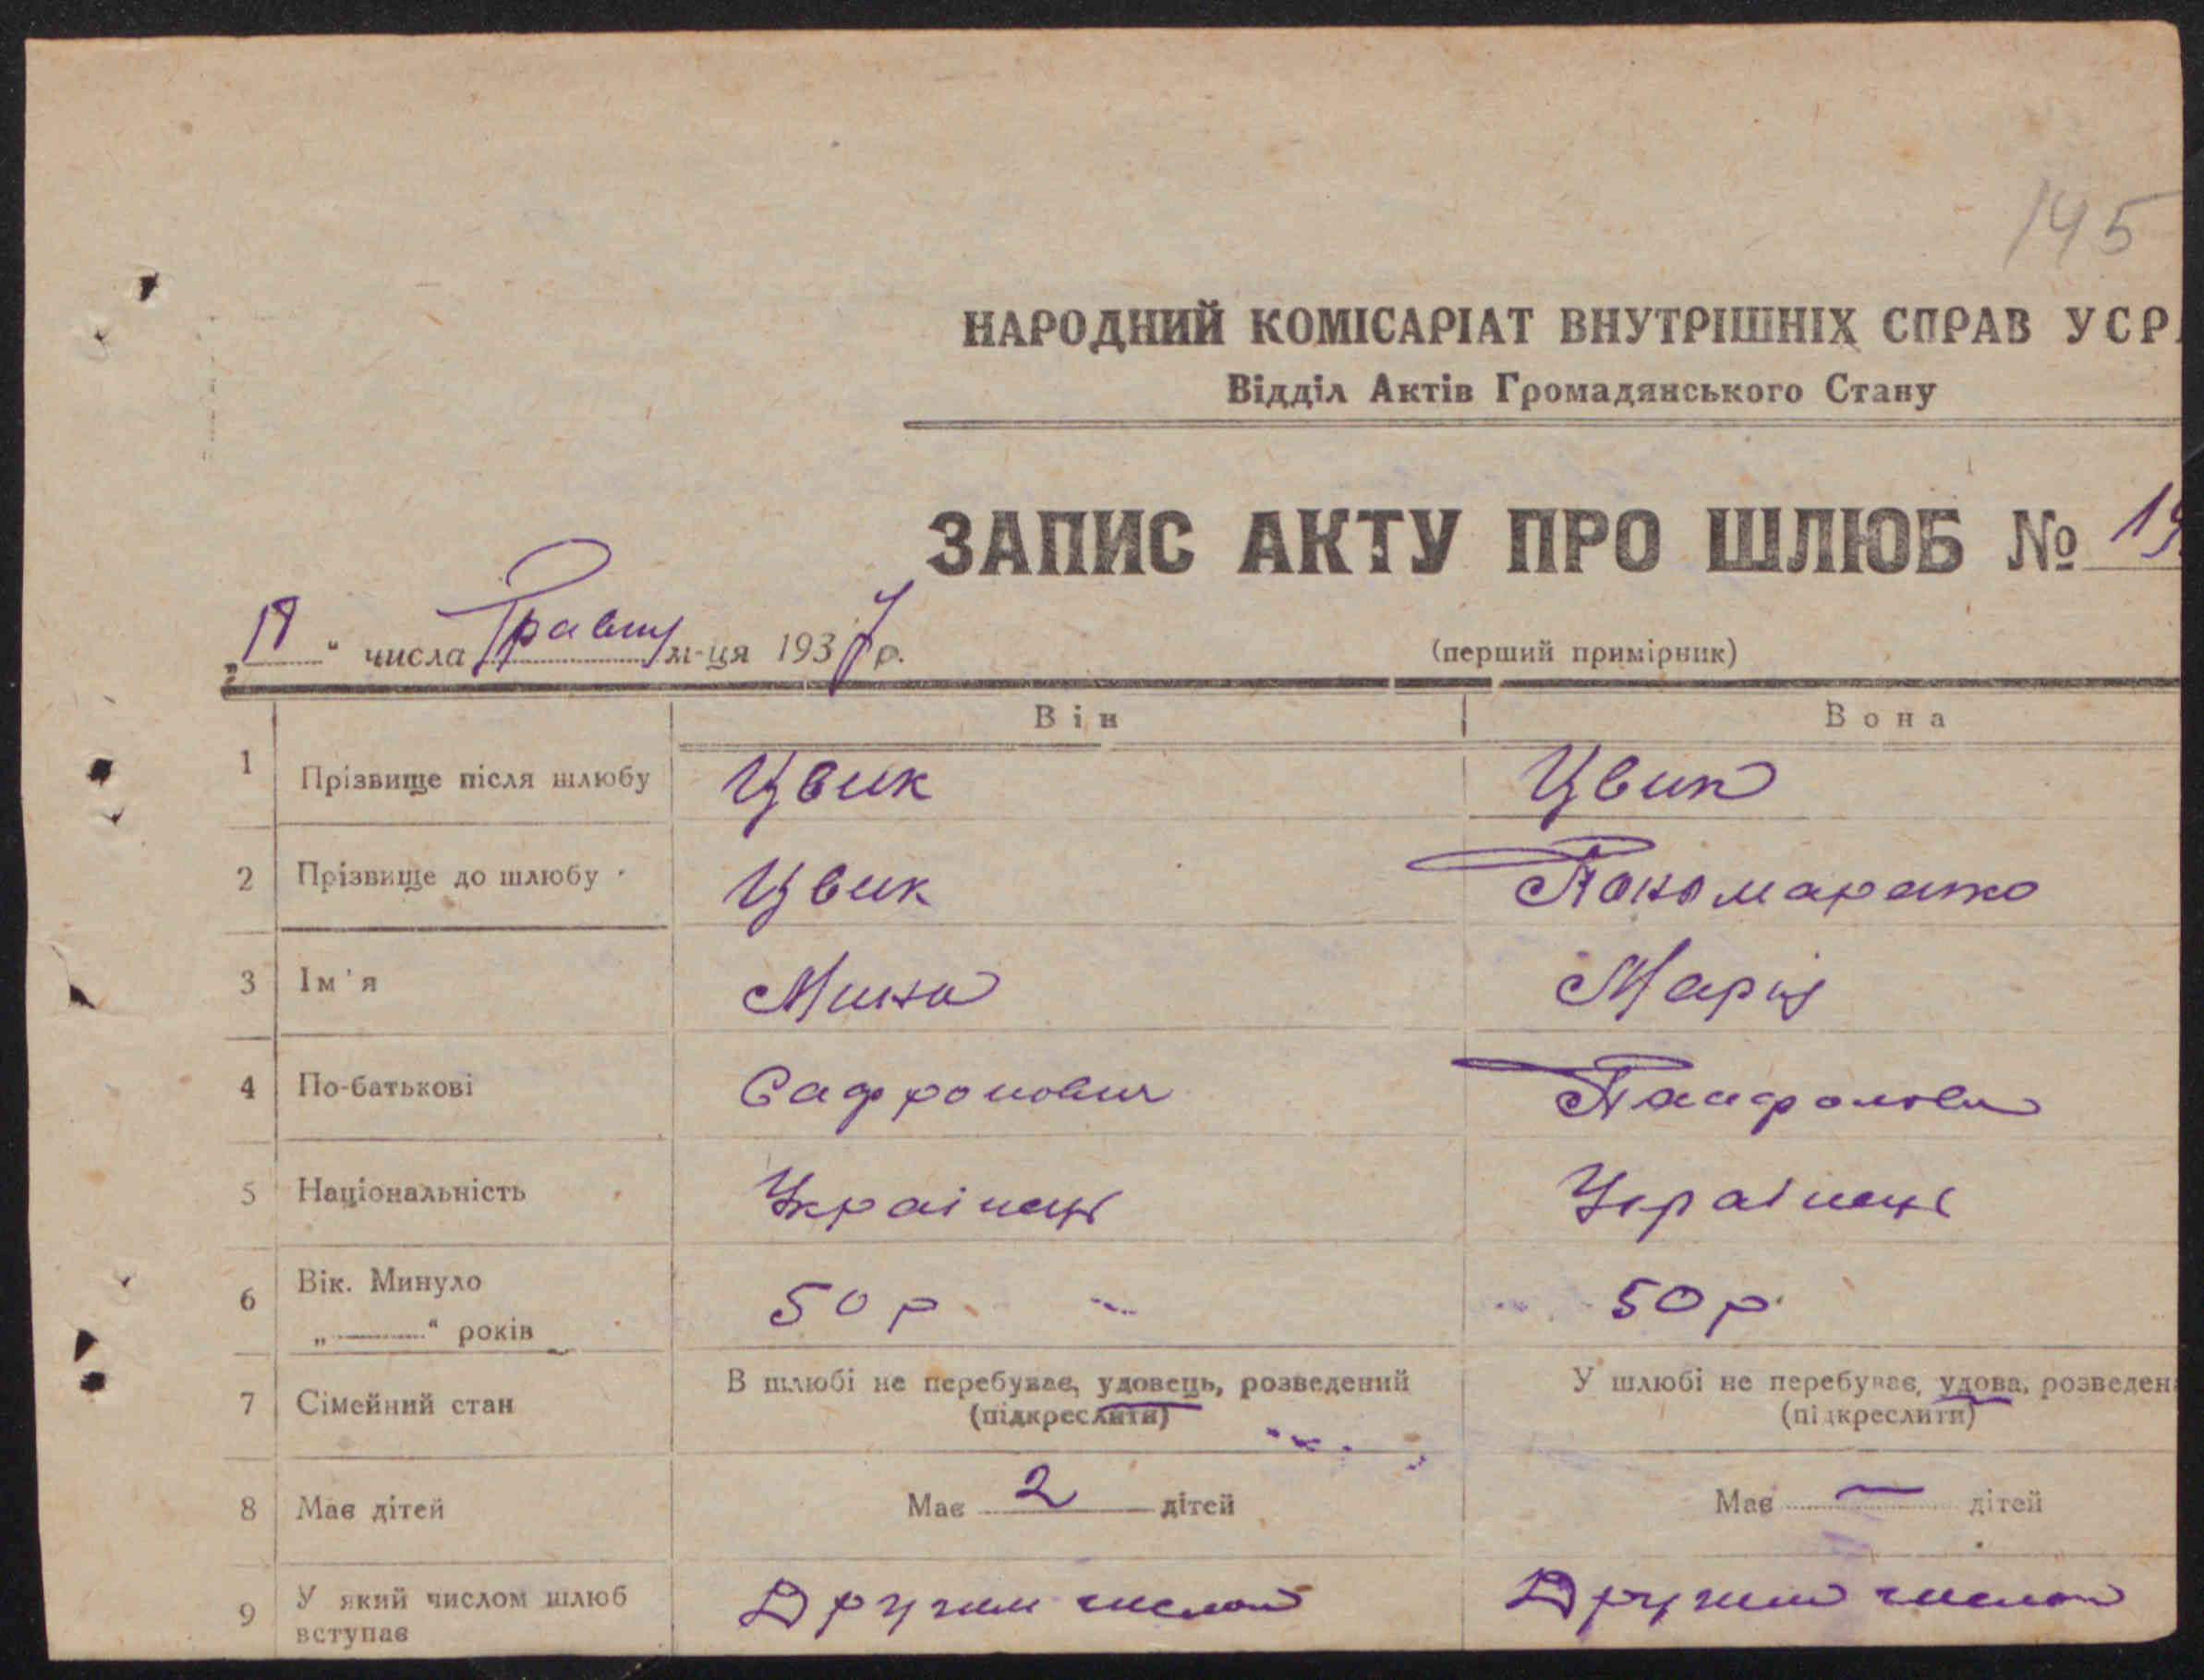 145
НАРОДНИЙ КОМІСАРІАТ ВНУТРІШНІХ СПРАВ УСР
Відділ Актів Громадянського Стану
ЗАПИС АКТУ ПРО ШЛЮБ № 19
„ " числа Травня м-ця 1937 р.
(перший примірник)
Він Вона
1 Прізвище після шлюбу Цвик Цвик
2 Прізвище до шлюбу Цвик Пономаренко
3 Ім'я Мина Марія
4 По-батькові Сафронович
5 Національність Українець Українець
6 Вік. Минуло „ " років 50 р 50 р.
7 Сімейний стан В шлюбі не перебуває, удовець, розведений (підкреслити) У шлюбі не перебуває, удова, розведен (підкреслити)
8 Має дітей Має 2 дітей Має — дітей
9 У який числом шлюб вступає Другим числом Другим числом